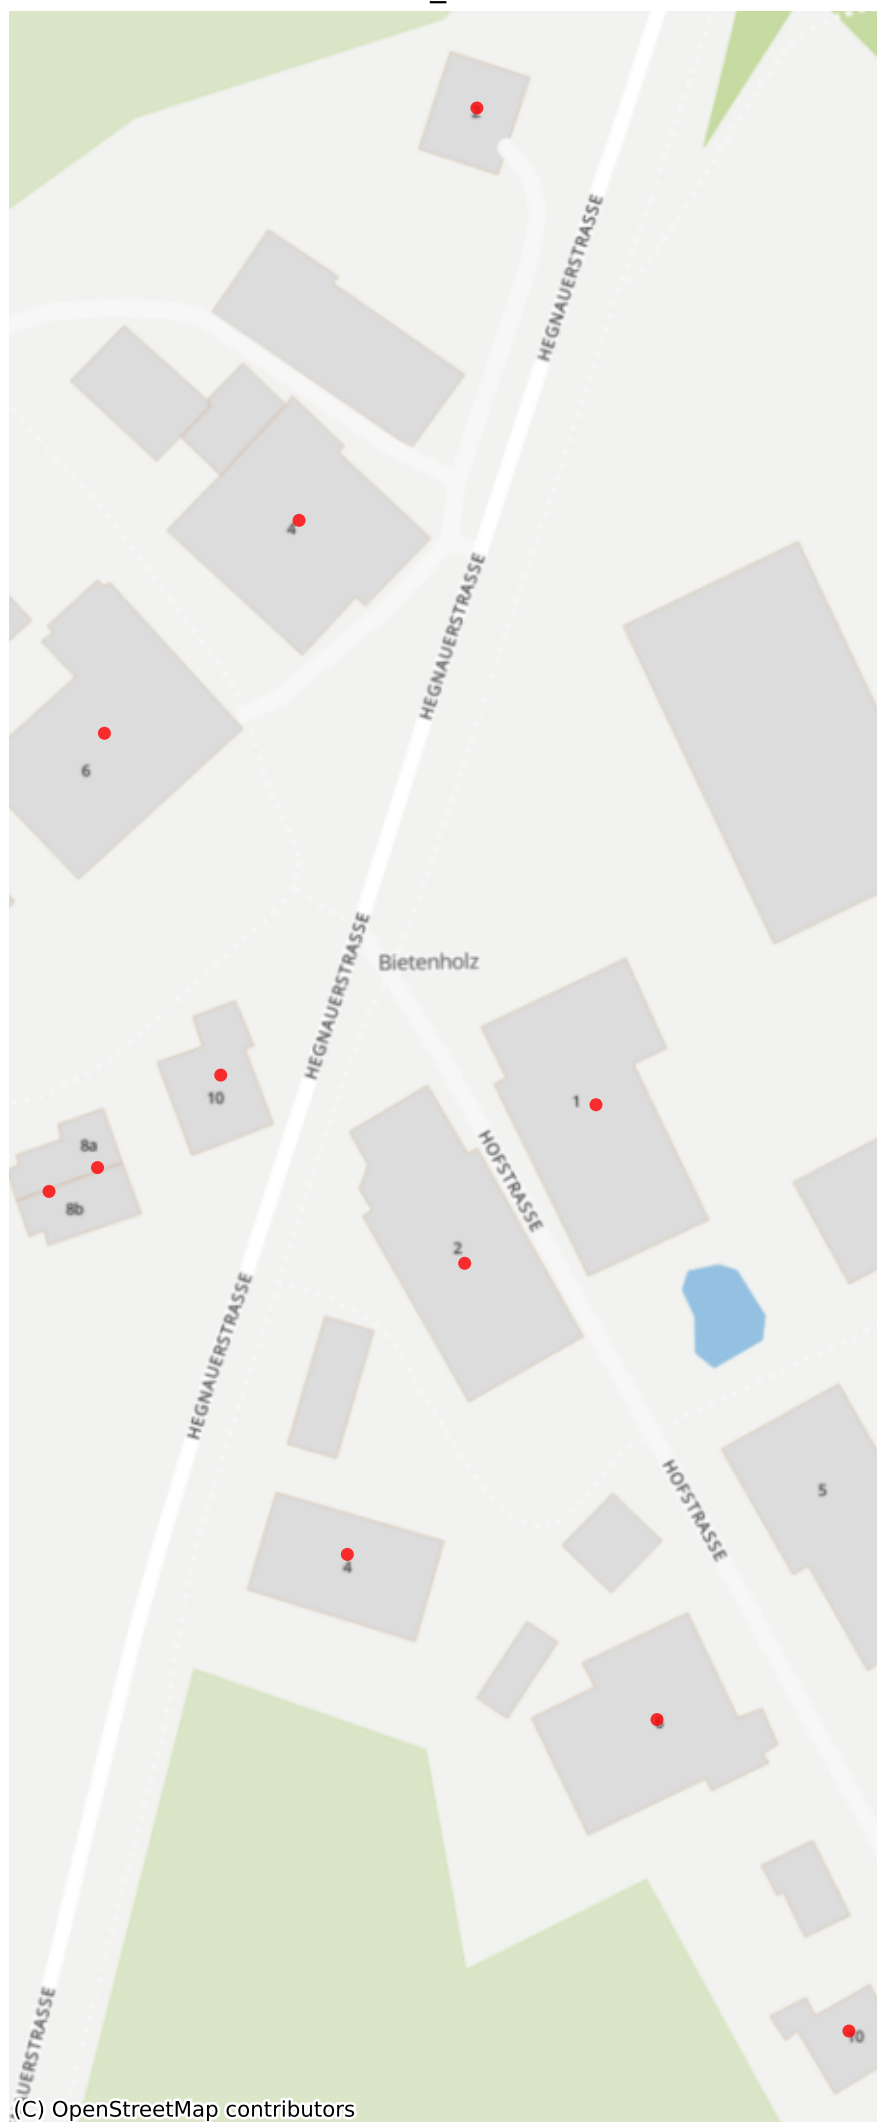 HEGNAUERSTRASSE
HEGNAUERSTRASSE
6
HEGNAUERSTRASSE
Bietenholz
10
1
8a
8b
HOFSTRASSE
2
HEGNAUERSTRASSE
HOFSTRASSE
5
4
UERSTRASSE
(C) OpenStreetMap contributors